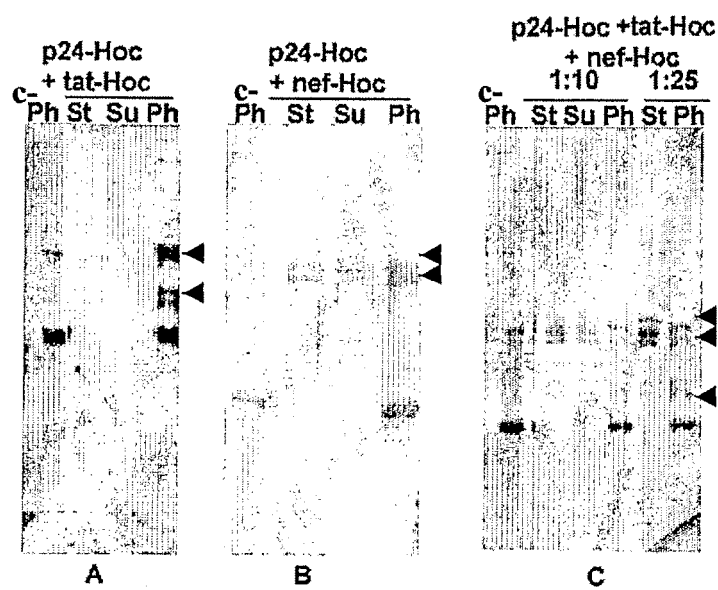 p24-Hoc
+ tat-Hoc
c-
Ph St Su Ph
A
p24-Hoc
+ nef-Hoc
c-
Ph St Su Ph
B
p24-Hoc +tat-Hoc
+ nef-Hoc
c- 1:10 1:25
Ph St Su Ph St Ph
C